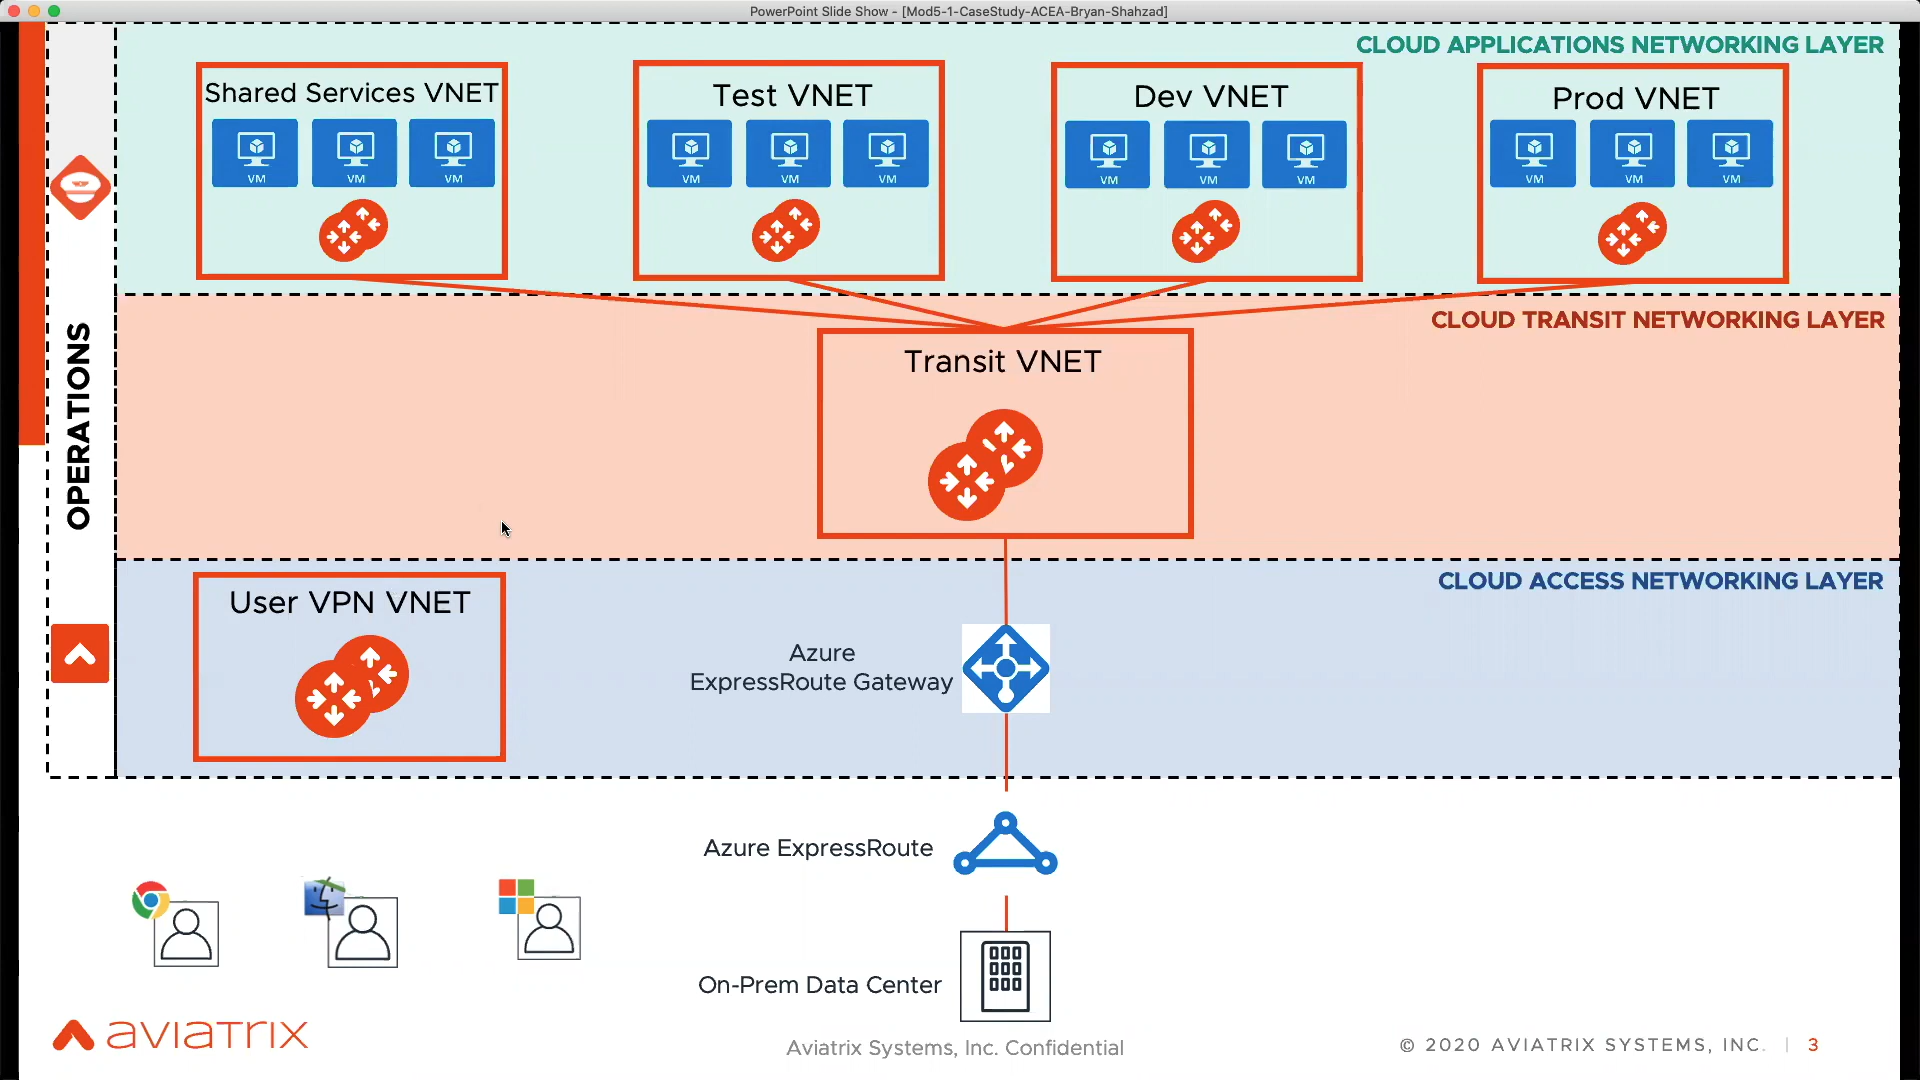 PowerPoint Slide Show - [Mod5-1-CaseStudy-ACEA-Bryan-Shahzad]
CLOUD APPLICATIONS NETWORKING LAYER
Shared Services VNET
VM VM VM
Test VNET
VM VM VM
Dev VNET
VM VM VM
Prod VNET
VM VM VM
OPERATIONS
CLOUD TRANSIT NETWORKING LAYER
Transit VNET
CLOUD ACCESS NETWORKING LAYER
User VPN VNET
Azure
ExpressRoute Gateway
Azure ExpressRoute
On-Prem Data Center
aviatrix
Aviatrix Systems, Inc. Confidential
© 2020 AVIATRIX SYSTEMS, INC. | 3